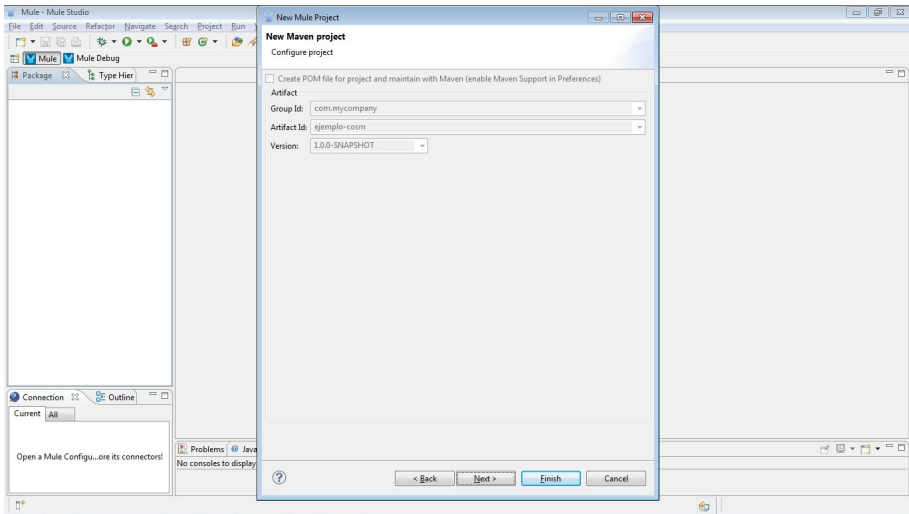 Mule - Mule Studio
File Edit Source Refactor Navigate Search Project Run
Mule Mule Debug
Package Type Hier
Connection Outline
Current All
Open a Mule Configu...ore its connectors!
Problems @ Java
No consoles to display
New Mule Project
New Maven project
Configure project
Create POM file for project and maintain with Maven (enable Maven Support in Preferences)
Artifact
Group Id: com.mycompany
Artifact Id: ejemplo-cosm
Version: 1.0.0-SNAPSHOT
?
< Back Next > Finish Cancel